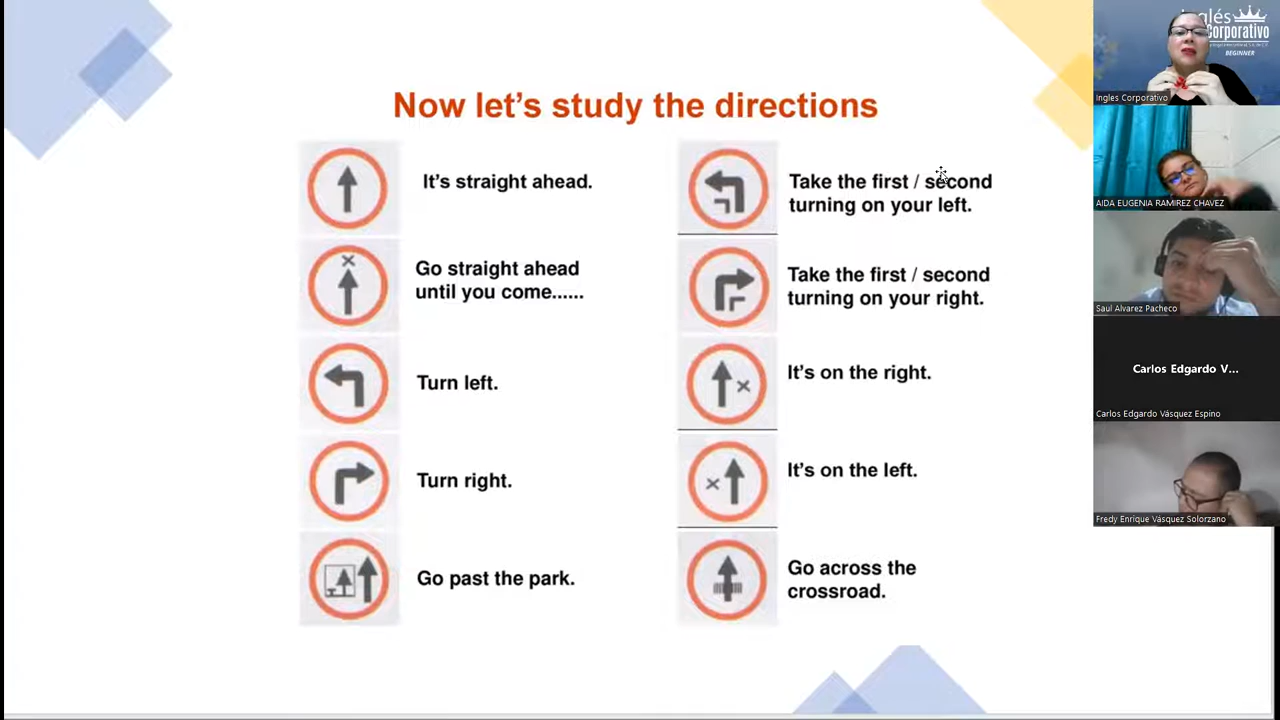 Now let's study the directions
It's straight ahead.
Go straight ahead
until you come......
Turn left.
Turn right.
Go past the park.
Take the first / second
turning on your left.
Take the first / second
turning on your right.
It's on the right.
It's on the left.
Go across the
crossroad.
inglés
Corporativo
BEGINNER
Ingles Corporativo
AIDA EUGENIA RAMIREZ CHAVEZ
Saul Alvarez Pacheco
Carlos Edgardo V...
Carlos Edgardo Vásquez Espino
Fredy Enrique Vásquez Solorzano